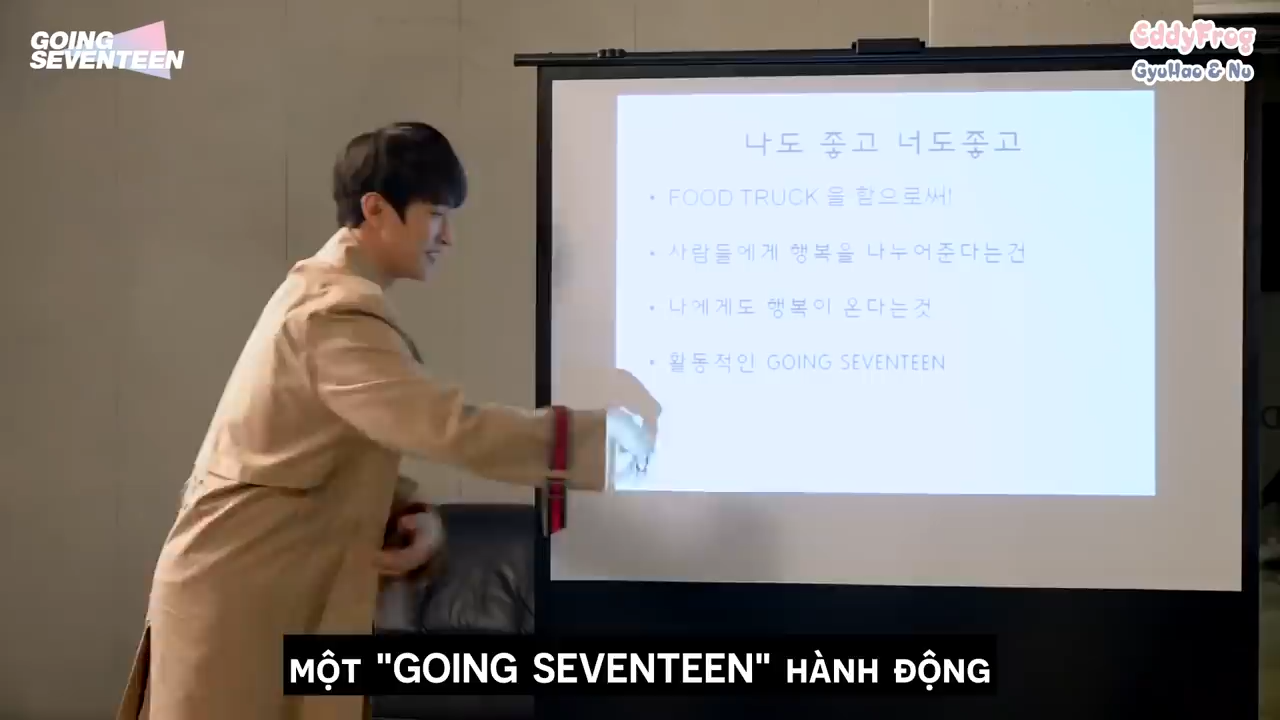 GOING
SEVENTEEN
EddyFrog
GyuHao & Nu
나도 좋고 너도좋고
• FOOD TRUCK 을 함으로써!
• 사람들에게 행복을 나누어준다는건
• 나에게도 행복이 온다는것
• 활동적인 GOING SEVENTEEN
MỘT "GOING SEVENTEEN" HÀNH ĐỘNG